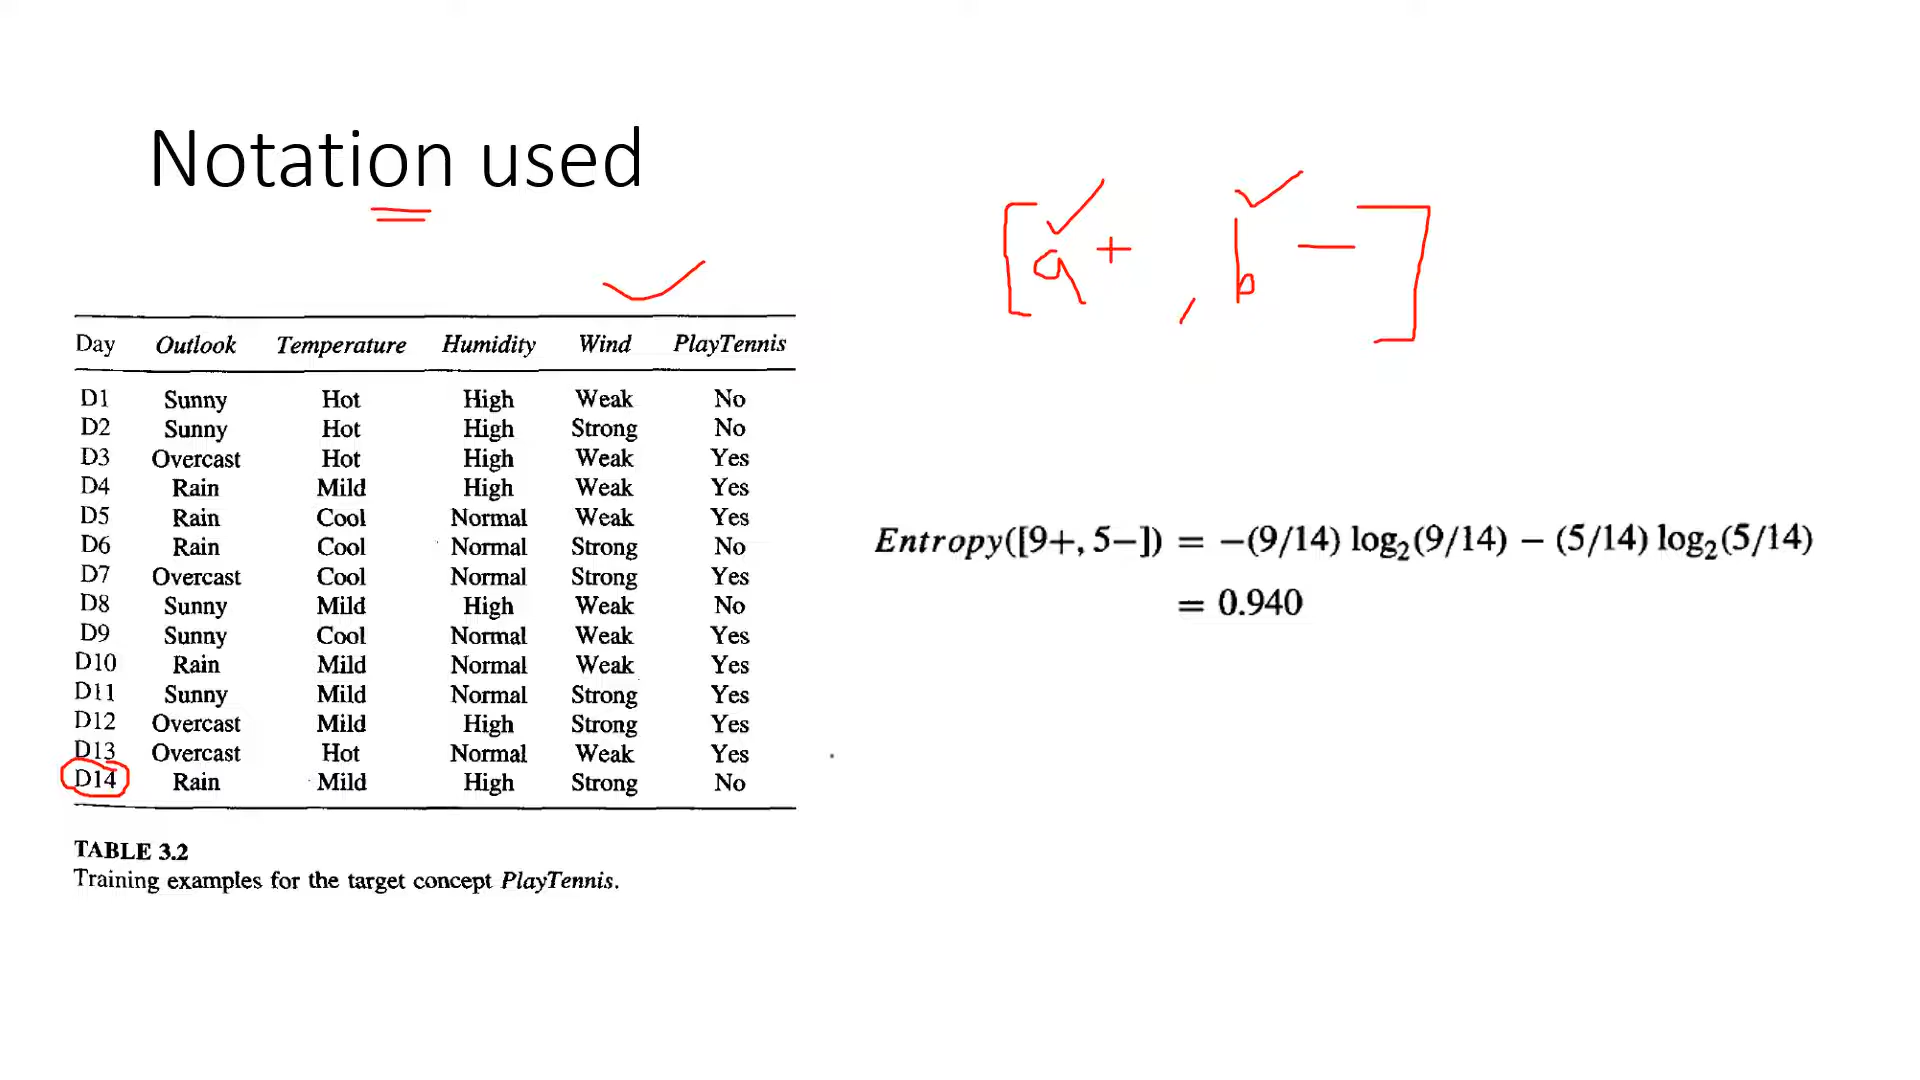 Notation used
[a+ , b-]
Day Outlook Temperature Humidity Wind PlayTennis
D1 Sunny Hot High Weak No
D2 Sunny Hot High Strong No
D3 Overcast Hot High Weak Yes
D4 Rain Mild High Weak Yes
D5 Rain Cool Normal Weak Yes
D6 Rain Cool Normal Strong No
D7 Overcast Cool Normal Strong Yes
D8 Sunny Mild High Weak No
D9 Sunny Cool Normal Weak Yes
D10 Rain Mild Normal Weak Yes
D11 Sunny Mild Normal Strong Yes
D12 Overcast Mild High Strong Yes
D13 Overcast Hot Normal Weak Yes
D14 Rain Mild High Strong No
TABLE 3.2
Training examples for the target concept PlayTennis.
Entropy([9+, 5−]) = −(9/14) log₂(9/14) − (5/14) log₂(5/14)
= 0.940